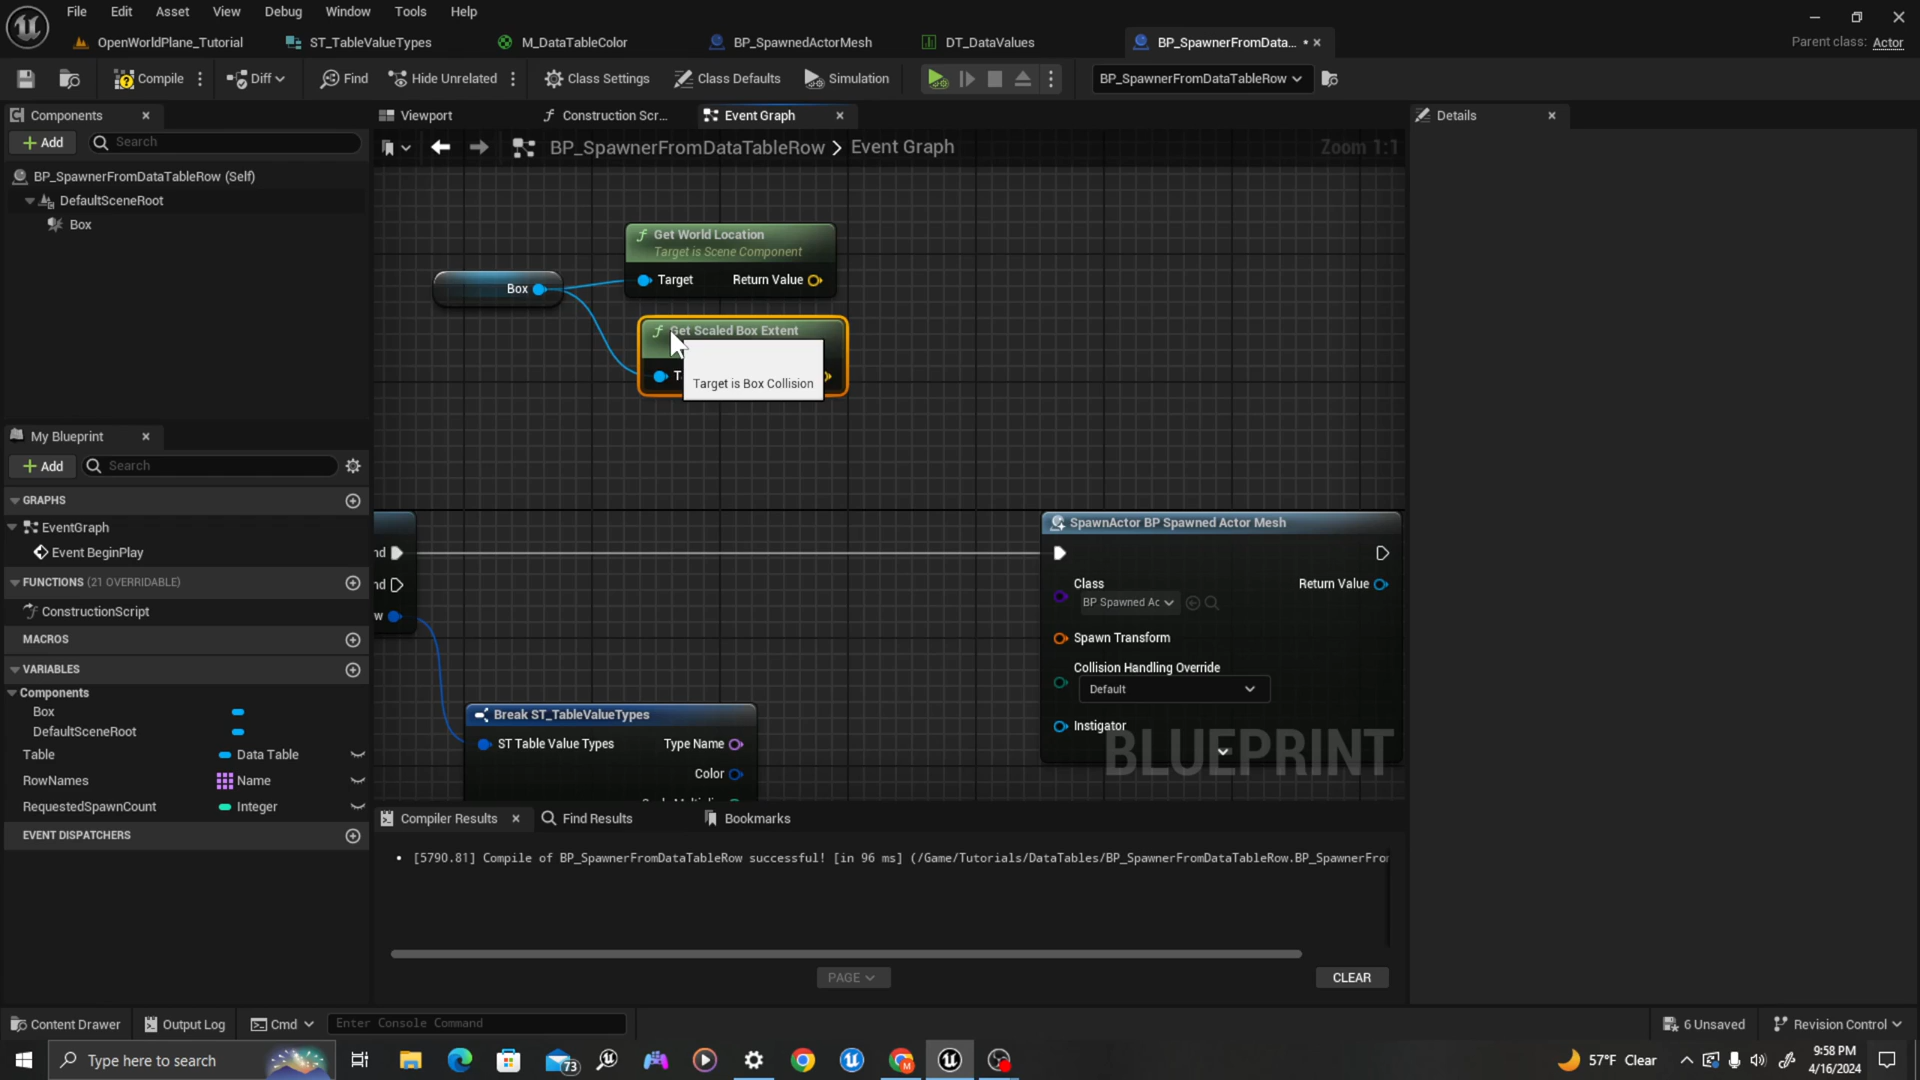 File Edit Asset View Debug Window Tools Help
OpenWorldPlane_Tutorial ST_TableValueTypes M_DataTableColor BP_SpawnedActorMesh DT_DataValues BP_SpawnerFromData... • × Parent class: Actor
Compile Diff Find Hide Unrelated Class Settings Class Defaults Simulation BP_SpawnerFromDataTableRow
Components
+ Add Search
BP_SpawnerFromDataTableRow (Self)
DefaultSceneRoot
Box
Viewport Construction Scr... Event Graph Details
BP_SpawnerFromDataTableRow > Event Graph Zoom 1:1
Get World Location
Target is Scene Component
Target Return Value
Box
Get Scaled Box Extent
Target is Box Collision
My Blueprint
+ Add Search
GRAPHS
EventGraph
Event BeginPlay
FUNCTIONS (21 OVERRIDABLE)
ConstructionScript
MACROS
VARIABLES
Components
Box
DefaultSceneRoot
Table Data Table
RowNames Name
RequestedSpawnCount Integer
EVENT DISPATCHERS
nd
nd
w
SpawnActor BP Spawned Actor Mesh
Class Return Value
BP Spawned Ac
Spawn Transform
Collision Handling Override
Default
Instigator
BLUEPRINT
Break ST_TableValueTypes
ST Table Value Types Type Name
Color
Compiler Results Find Results Bookmarks
• [5790.81] Compile of BP_SpawnerFromDataTableRow successful! [in 96 ms] (/Game/Tutorials/DataTables/BP_SpawnerFromDataTableRow.BP_SpawnerFro
PAGE CLEAR
Content Drawer Output Log Cmd Enter Console Command 6 Unsaved Revision Control
Type here to search 73 57°F Clear 9:58 PM
4/16/2024